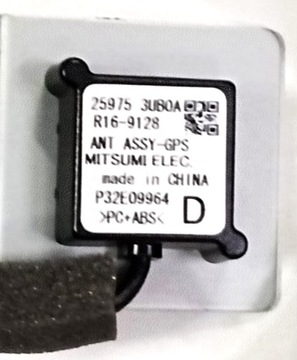 25975 3UB0A
R16-9128
ANT ASSY-GPS
MITSUMI ELEC.
made in CHINA
P32E09964
D
>PC+ABS<